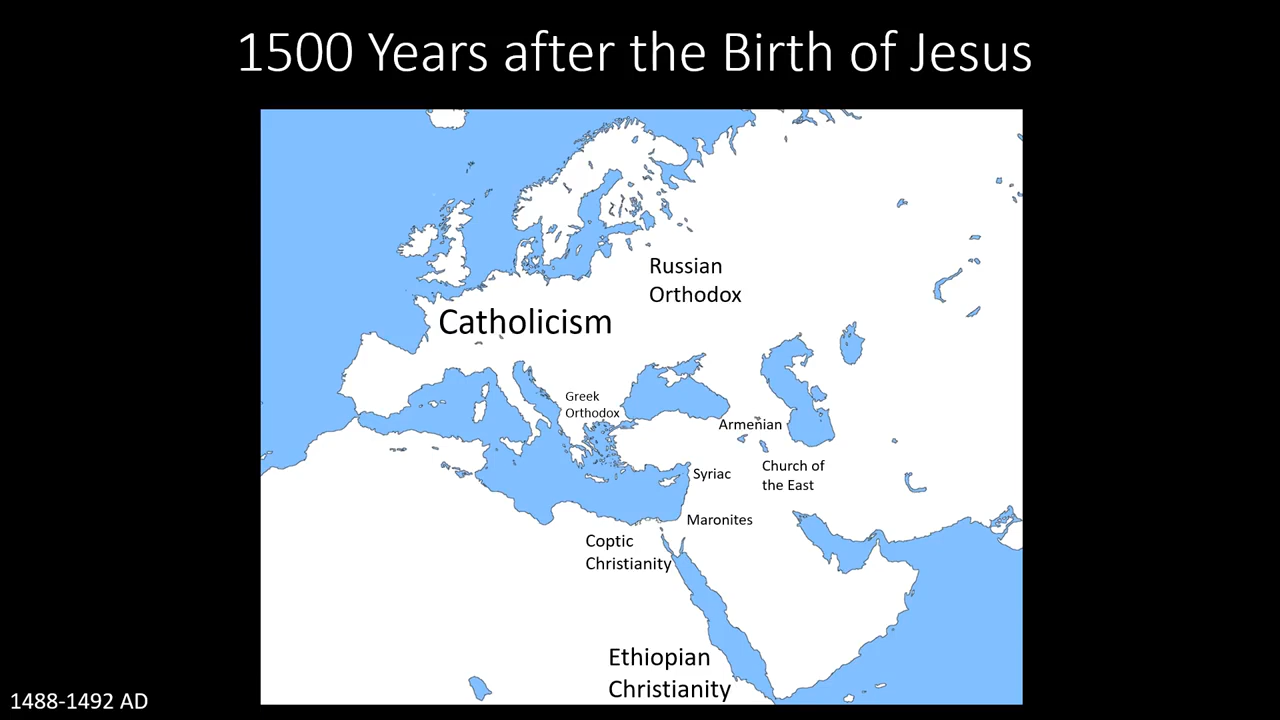 1500 Years after the Birth of Jesus
Russian
Orthodox
Catholicism
Greek
Orthodox
Armenian
Church of
the East
Syriac
Maronites
Coptic
Christianity
Ethiopian
Christianity
1488-1492 AD